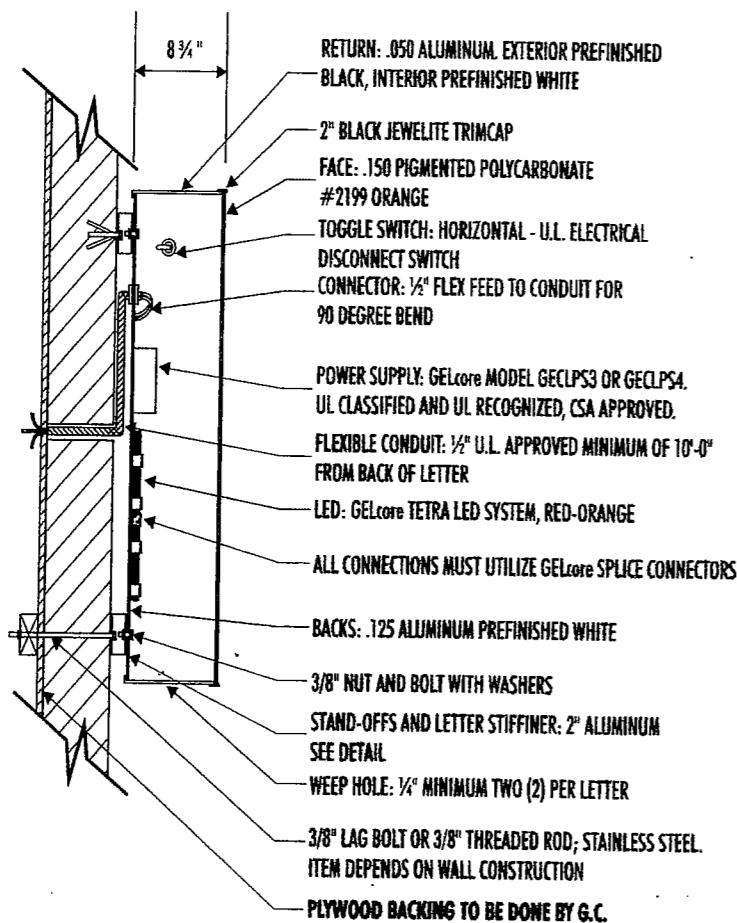 8 3/4"
RETURN: .050 ALUMINUM. EXTERIOR PREFINISHED
BLACK, INTERIOR PREFINISHED WHITE
2" BLACK JEWELITE TRIMCAP
FACE: .150 PIGMENTED POLYCARBONATE
#2199 ORANGE
TOGGLE SWITCH: HORIZONTAL - U.L. ELECTRICAL
DISCONNECT SWITCH
CONNECTOR: ½" FLEX FEED TO CONDUIT FOR
90 DEGREE BEND
POWER SUPPLY: GELcore MODEL GECLPS3 OR GECLPS4.
UL CLASSIFIED AND UL RECOGNIZED, CSA APPROVED.
FLEXIBLE CONDUIT: ½" U.L. APPROVED MINIMUM OF 10'-0"
FROM BACK OF LETTER
LED: GELcore TETRA LED SYSTEM, RED-ORANGE
ALL CONNECTIONS MUST UTILIZE GELcore SPLICE CONNECTORS
BACKS: .125 ALUMINUM PREFINISHED WHITE
3/8" NUT AND BOLT WITH WASHERS
STAND-OFFS AND LETTER STIFFINER: 2" ALUMINUM
SEE DETAIL
WEEP HOLE: ¼" MINIMUM TWO (2) PER LETTER
3/8" LAG BOLT OR 3/8" THREADED ROD; STAINLESS STEEL.
ITEM DEPENDS ON WALL CONSTRUCTION
PLYWOOD BACKING TO BE DONE BY G.C.